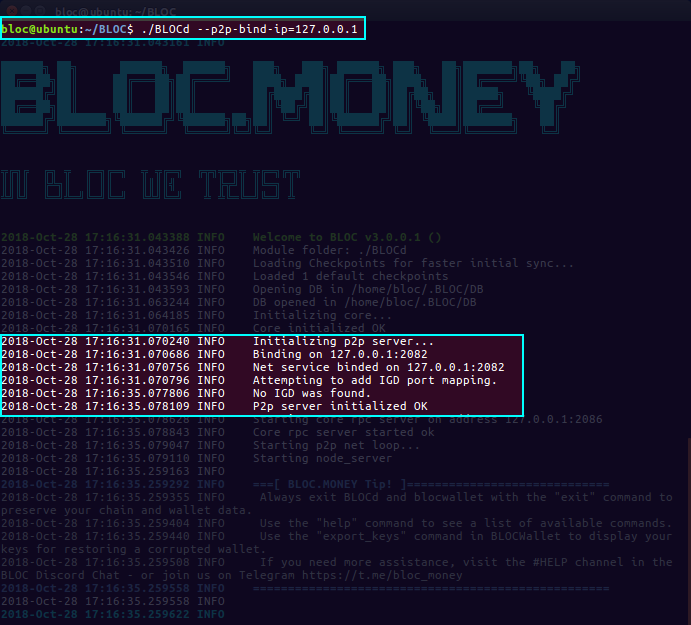 bloc@ubuntu: ~/BLOC
bloc@ubuntu:~/BLOC$ ./BLOCd --p2p-bind-ip=127.0.0.1
2018-Oct-28 17:16:31.043161 INFO
BLOC.MONEY
IN BLOC WE TRUST
2018-Oct-28 17:16:31.043388 INFO    Welcome to BLOC v3.0.0.1 ()
2018-Oct-28 17:16:31.043426 INFO    Module folder: ./BLOCd
2018-Oct-28 17:16:31.043510 INFO    Loading Checkpoints for faster initial sync...
2018-Oct-28 17:16:31.043546 INFO    Loaded 1 default checkpoints
2018-Oct-28 17:16:31.043593 INFO    Opening DB in /home/bloc/.BLOC/DB
2018-Oct-28 17:16:31.063244 INFO    DB opened in /home/bloc/.BLOC/DB
2018-Oct-28 17:16:31.064185 INFO    Initializing core...
2018-Oct-28 17:16:31.070165 INFO    Core initialized OK
2018-Oct-28 17:16:31.070240 INFO    Initializing p2p server...
2018-Oct-28 17:16:31.070686 INFO    Binding on 127.0.0.1:2082
2018-Oct-28 17:16:31.070756 INFO    Net service binded on 127.0.0.1:2082
2018-Oct-28 17:16:31.070796 INFO    Attempting to add IGD port mapping.
2018-Oct-28 17:16:35.077806 INFO    No IGD was found.
2018-Oct-28 17:16:35.078109 INFO    P2p server initialized OK
2018-Oct-28 17:16:35.078628 INFO    Starting core rpc server on address 127.0.0.1:2086
2018-Oct-28 17:16:35.078843 INFO    Core rpc server started ok
2018-Oct-28 17:16:35.079047 INFO    Starting p2p net loop...
2018-Oct-28 17:16:35.079110 INFO    Starting node_server
2018-Oct-28 17:16:35.259163 INFO
2018-Oct-28 17:16:35.259292 INFO    ===[ BLOC.MONEY Tip! ]=============================
2018-Oct-28 17:16:35.259355 INFO     Always exit BLOCd and blocwallet with the "exit" command to
preserve your chain and wallet data.
2018-Oct-28 17:16:35.259404 INFO     Use the "help" command to see a list of available commands.
2018-Oct-28 17:16:35.259440 INFO     Use the "export_keys" command in BLOCWallet to display your
keys for restoring a corrupted wallet.
2018-Oct-28 17:16:35.259508 INFO     If you need more assistance, visit the #HELP channel in the
BLOC Discord Chat - or join us on Telegram https://t.me/bloc_money
2018-Oct-28 17:16:35.259558 INFO    ===================================================
2018-Oct-28 17:16:35.259558 INFO
2018-Oct-28 17:16:35.259622 INFO